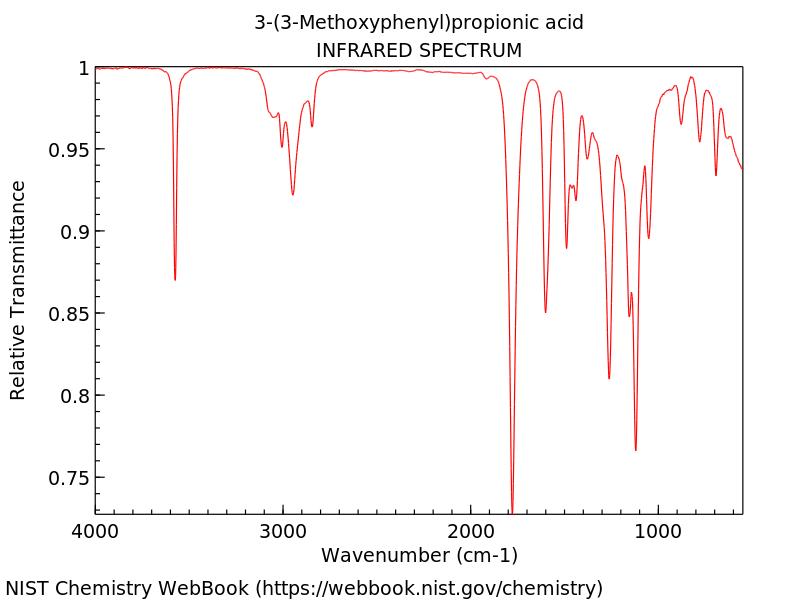 3-(3-Methoxyphenyl)propionic acid
INFRARED SPECTRUM
1
0.95
0.9
0.85
0.8
0.75
Relative Transmittance
4000
3000
2000
1000
Wavenumber (cm-1)
NIST Chemistry WebBook (https://webbook.nist.gov/chemistry)